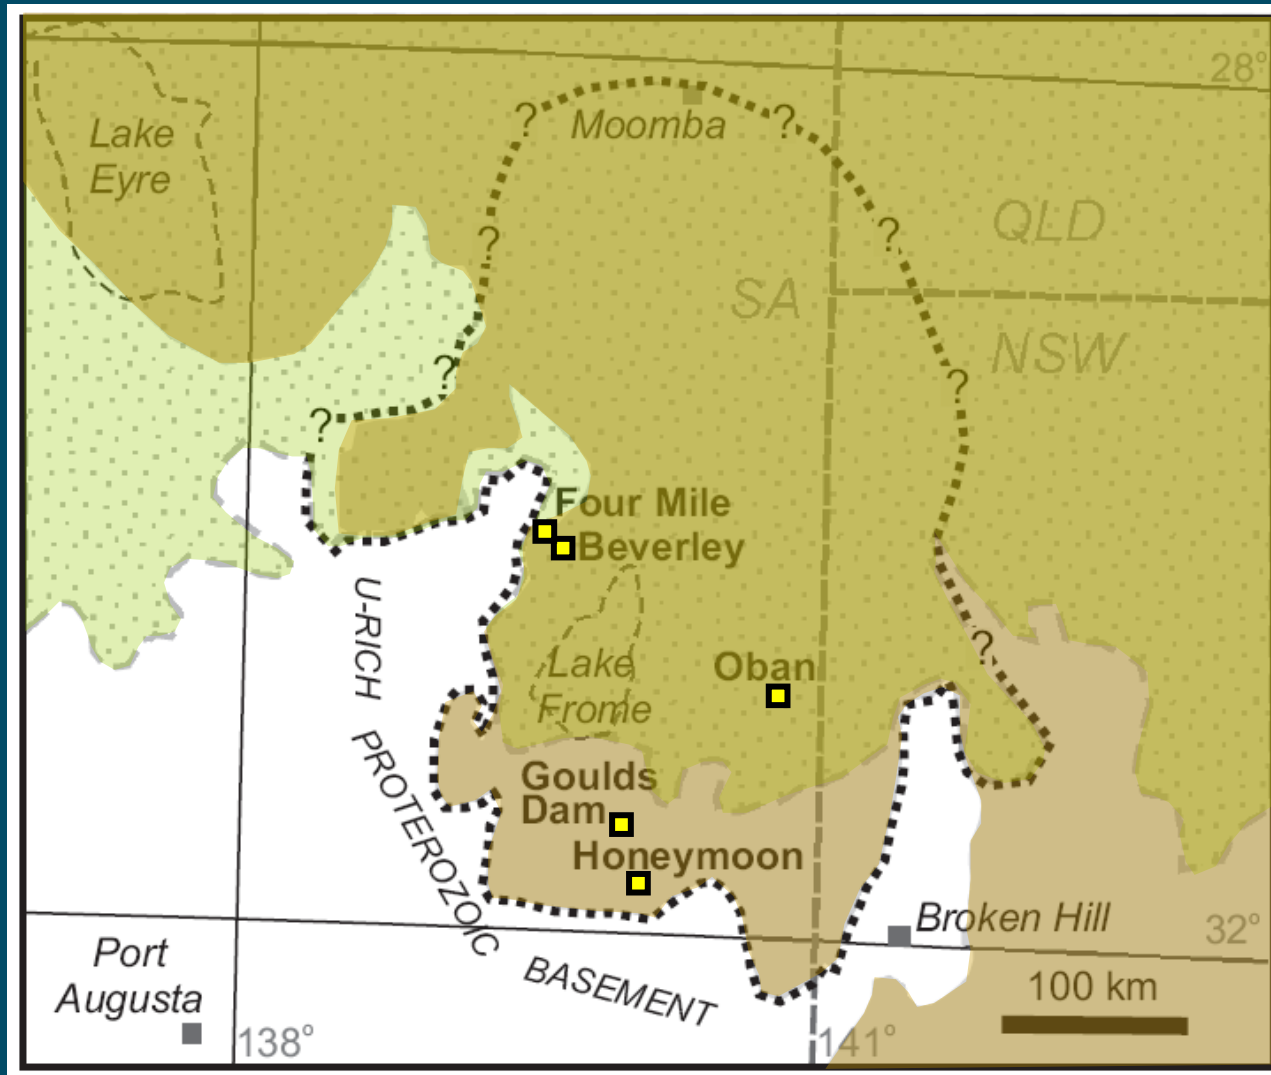 28°
Lake
Eyre
?
Moomba
?
?
?
QLD
SA
NSW
?
?
?
Four Mile
Beverley
U-RICH PROTEROZOIC BASEMENT
?
Lake
Frome
Oban
Goulds
Dam
Honeymoon
Broken Hill
32°
Port
Augusta
100 km
138°
141°